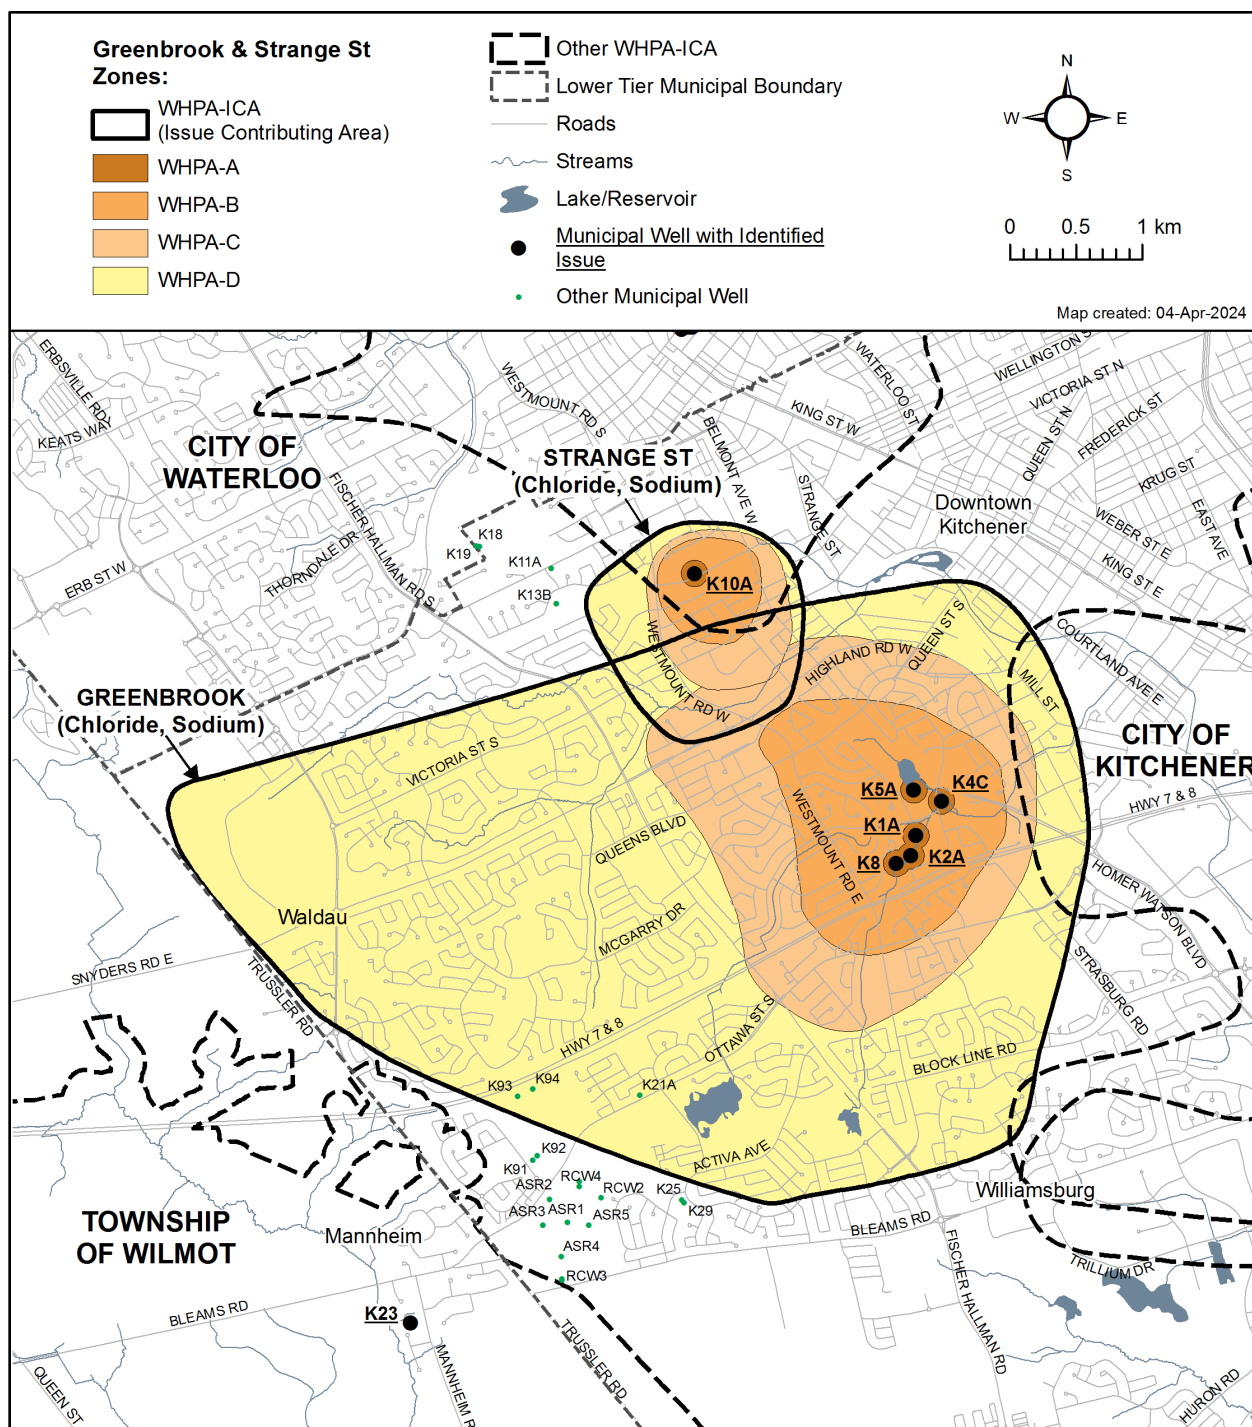 Greenbrook & Strange St
Zones:
WHPA-ICA
(Issue Contributing Area)
WHPA-A
WHPA-B
WHPA-C
WHPA-D
Other WHPA-ICA
Lower Tier Municipal Boundary
Roads
Streams
Lake/Reservoir
Municipal Well with Identified
Issue
Other Municipal Well
N
W
E
S
0 0.5 1 km
Map created: 04-Apr-2024
ERBSVILLE RD
KEATS WAY
CITY OF
WATERLOO
ERB ST W
THORNDALE DR
FISCHER HALLMAN RD S
WESTMOUNT RD S
WATERLOO ST
WELLINGTON S
VICTORIA ST N
KING ST W
BELMONT AVE W
STRANGE ST
QUEEN ST N
FREDERICK ST
KRUG ST
EAST AVE
WEBER ST E
KING ST E
Downtown
Kitchener
STRANGE ST
(Chloride, Sodium)
K18
K19
K11A
K13B
K10A
WESTMOUNT RD W
HIGHLAND RD W
QUEEN ST S
COURTLAND AVE E
MILL ST
GREENBROOK
(Chloride, Sodium)
VICTORIA ST S
CITY OF
KITCHENER
HWY 7 & 8
K5A
K4C
K1A
K2A
K8
QUEENS BLVD
WESTMOUNT RD E
MCGARRY DR
HOMER WATSON BLVD
STRASBURG RD
Waldau
SNYDERS RD E
TRUSSLER RD
HWY 7 & 8
OTTAWA ST S
BLOCK LINE RD
K93
K94
K21A
ACTIVA AVE
K92
K91
RCW4
ASR2
RCW2
K25
K29
ASR3
ASR1
ASR5
ASR4
RCW3
Williamsburg
BLEAMS RD
TOWNSHIP
OF WILMOT
Mannheim
K23
BLEAMS RD
MANNHEIM R
TRUSSLER RD
FISCHER HALLMAN RD
TRILLIUM DR
HURON RD
QUEEN ST